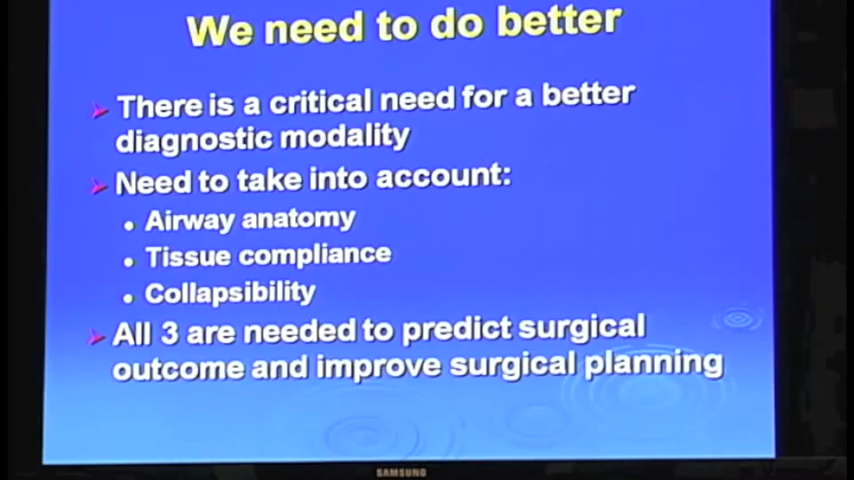 We need to do better
There is a critical need for a better
diagnostic modality
Need to take into account:
Airway anatomy
Tissue compliance
Collapsibility
All 3 are needed to predict surgical
outcome and improve surgical planning
SAMSUNG